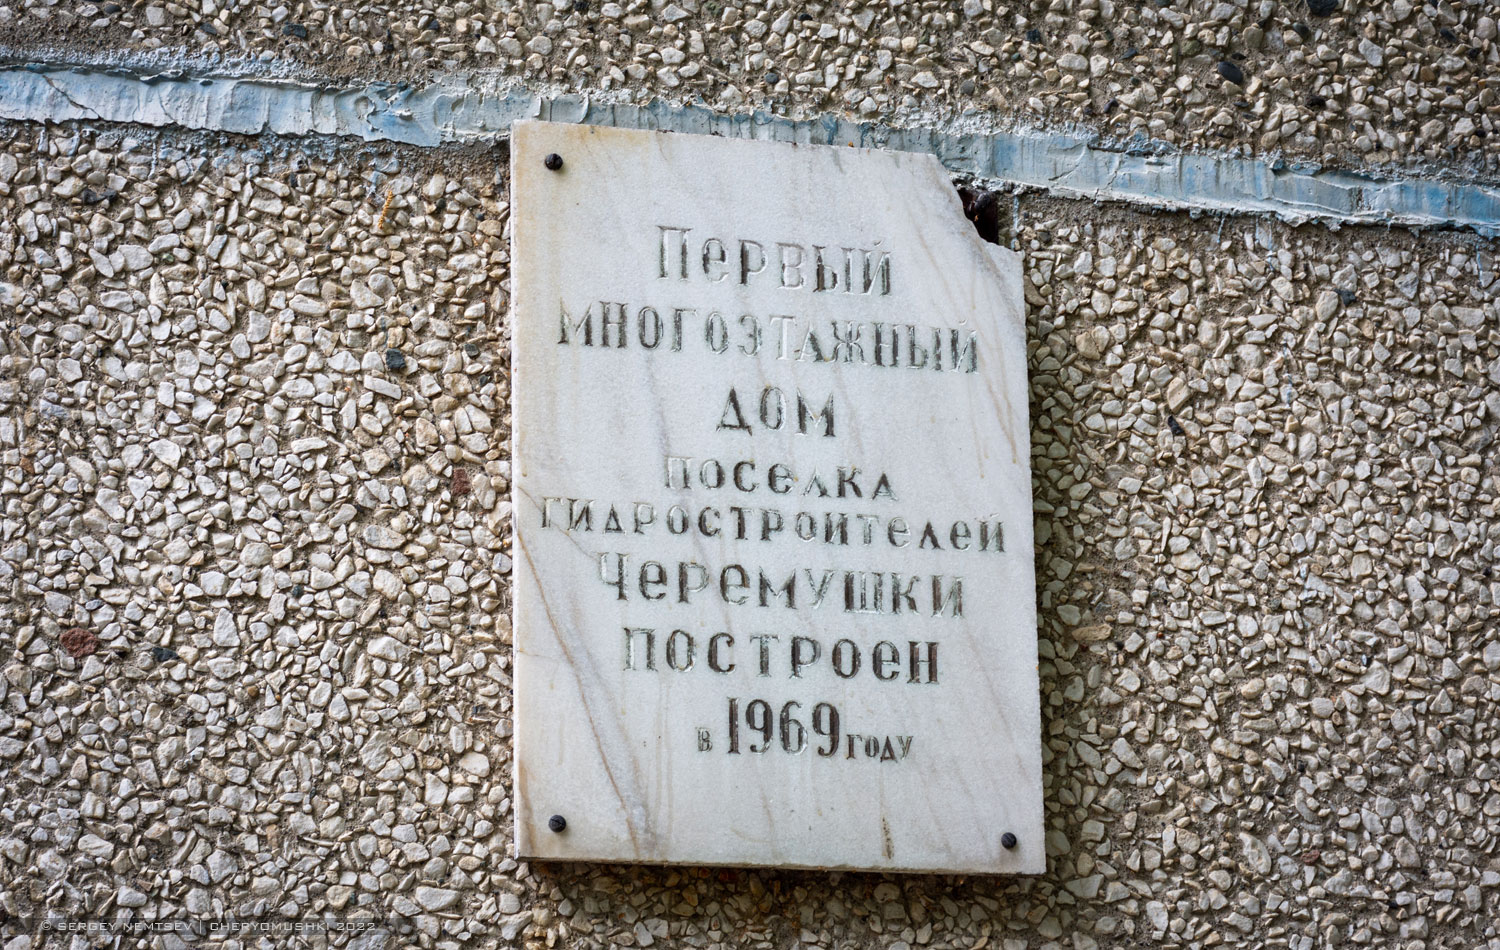 Первый
многоэтажный
дом
поселка
гидростроителей
Черемушки
построен
в 1969 году
© SERGEY NEMTSEV | CHERYOMUSHKI 2022